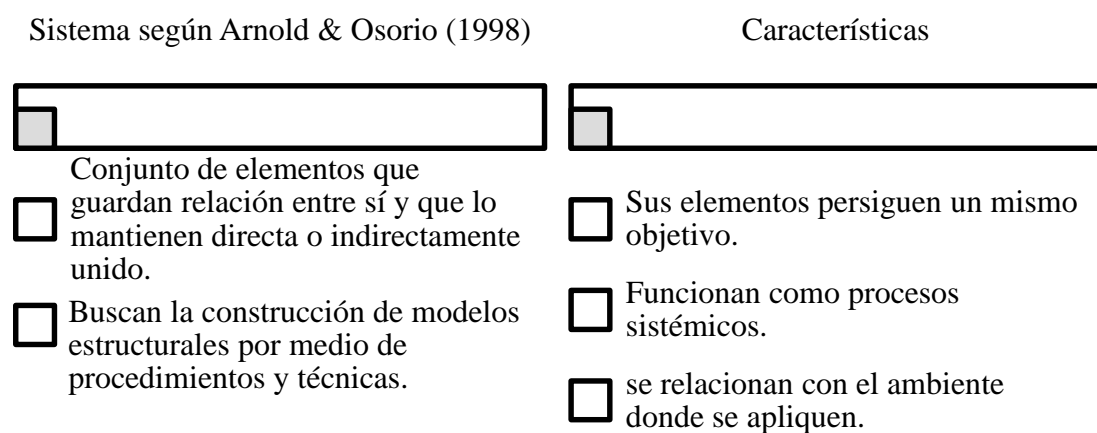 Sistema según Arnold & Osorio (1998)
Conjunto de elementos que
guardan relación entre sí y que lo
mantienen directa o indirectamente
unido.
Buscan la construcción de modelos
estructurales por medio de
procedimientos y técnicas.
Características
Sus elementos persiguen un mismo
objetivo.
Funcionan como procesos
sistémicos.
se relacionan con el ambiente
donde se apliquen.